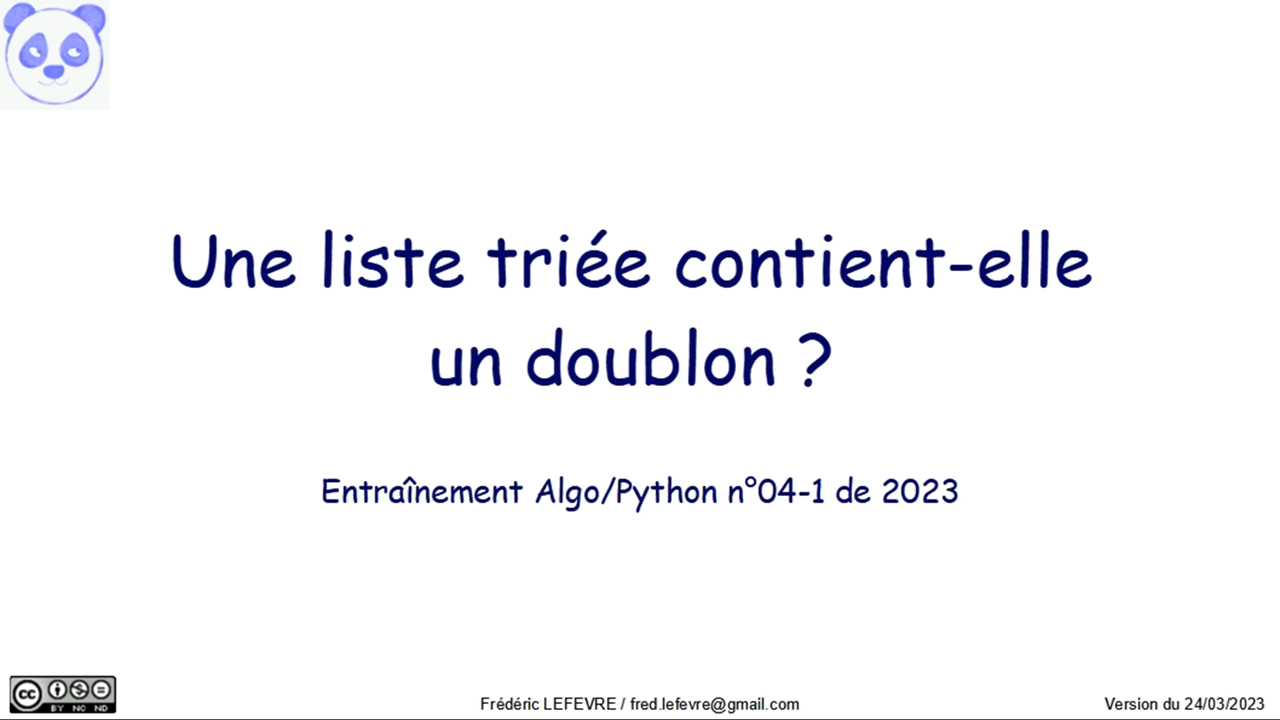 Une liste triée contient-elle
un doublon ?
Entraînement Algo/Python n°04-1 de 2023
cc
BY NC ND
Frédéric LEFEVRE / fred.lefevre@gmail.com
Version du 24/03/2023